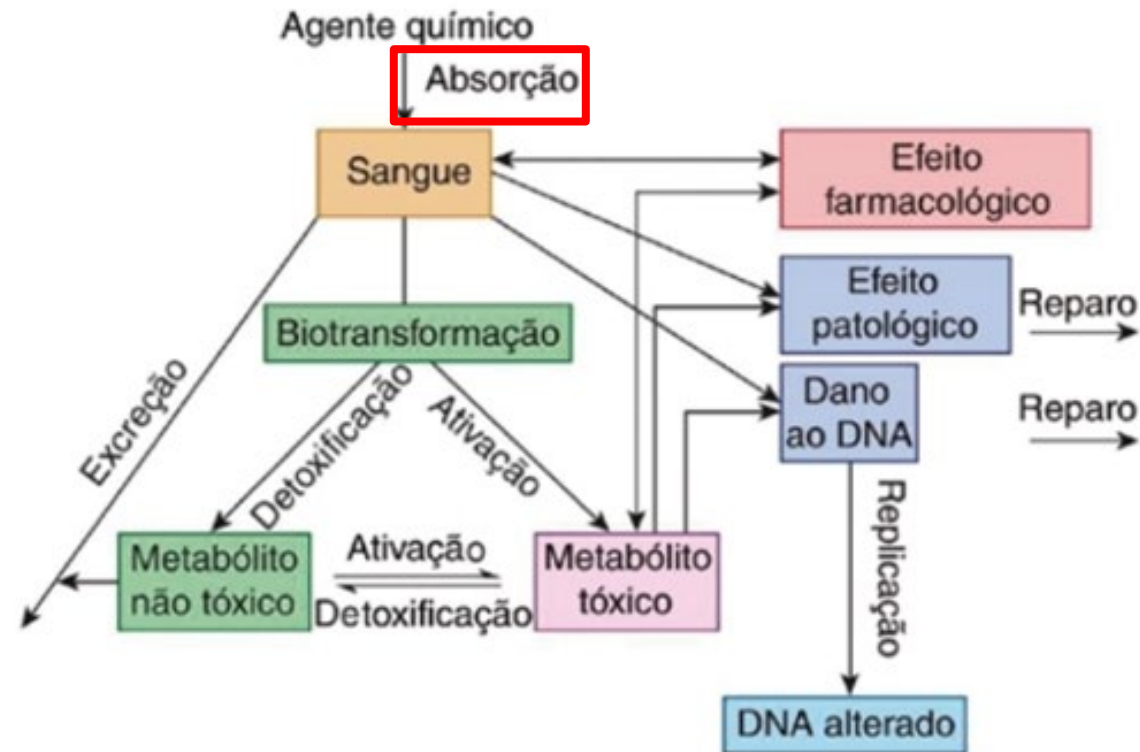 Agente químico
Absorção
Sangue
Efeito
farmacológico
Efeito
patológico
Reparo
Biotransformação
Dano
ao DNA
Reparo
Excreção
Detoxificação
Ativação
Replicação
Metabólito
não tóxico
Ativação
Detoxificação
Metabólito
tóxico
DNA alterado